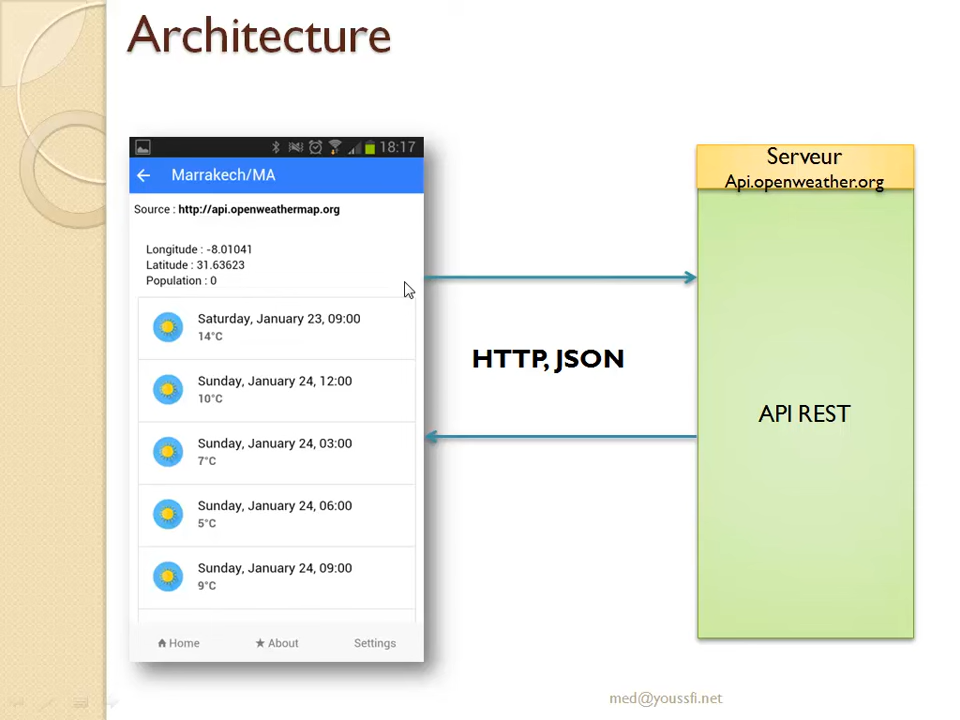 Architecture
18:17
Marrakech/MA
Source : http://api.openweathermap.org
Longitude : -8.01041
Latitude : 31.63623
Population : 0
Saturday, January 23, 09:00
14°C
Sunday, January 24, 12:00
10°C
Sunday, January 24, 03:00
7°C
Sunday, January 24, 06:00
5°C
Sunday, January 24, 09:00
9°C
Home About Settings
HTTP, JSON
Serveur
Api.openweather.org
API REST
med@youssfi.net